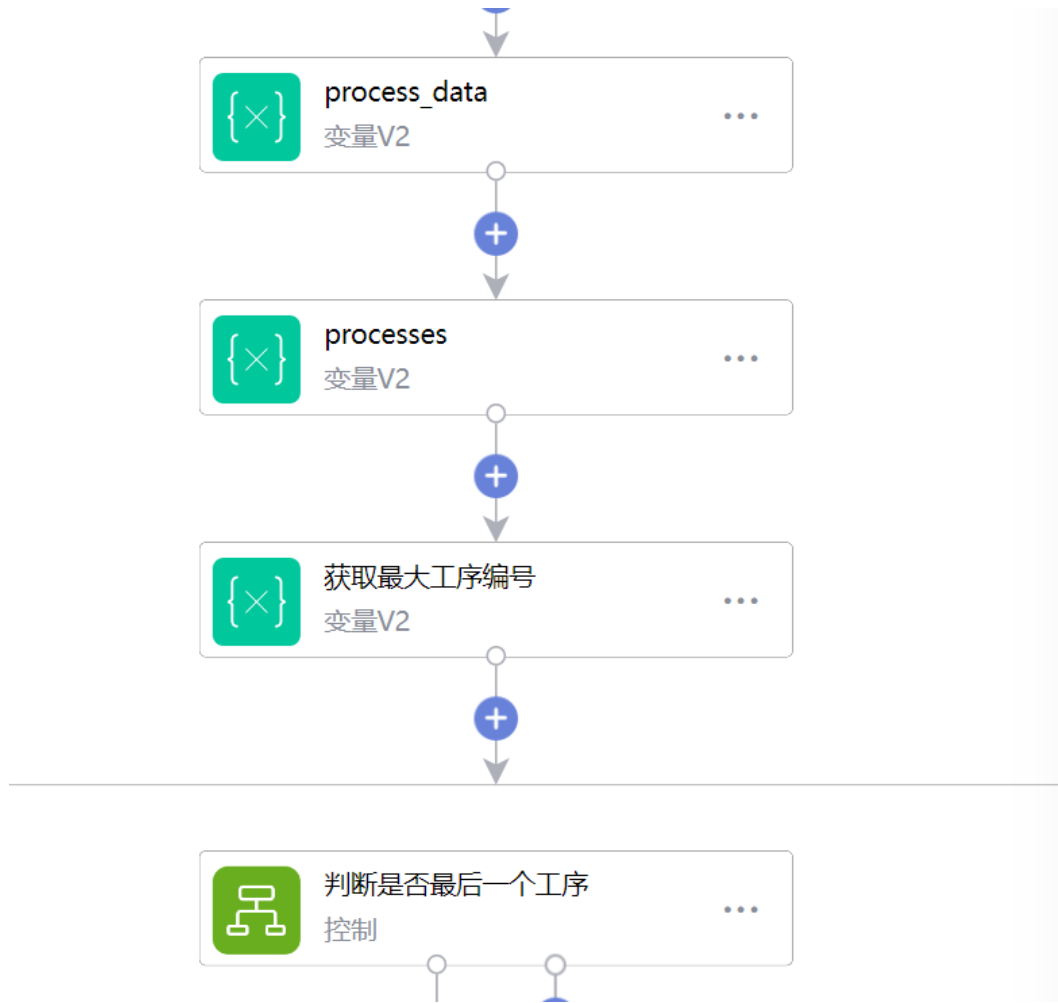 process_data
变量V2
processes
变量V2
获取最大工序编号
变量V2
判断是否最后一个工序
控制